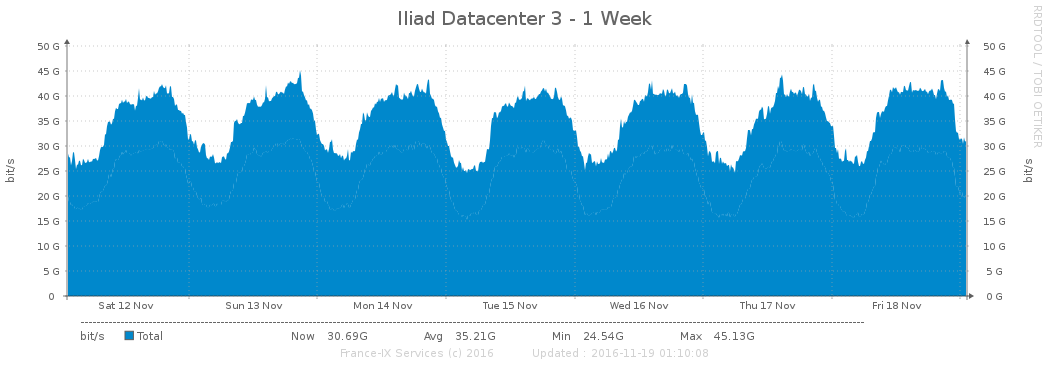 Iliad Datacenter 3 - 1 Week
RRDTOOL / TOBI OETIKER
50 G 50 G
45 G 45 G
40 G 40 G
35 G 35 G
30 G 30 G
25 G 25 G
20 G 20 G
15 G 15 G
10 G 10 G
5 G 5 G
0 0 G
bit/s
bit/s
Sat 12 Nov Sun 13 Nov Mon 14 Nov Tue 15 Nov Wed 16 Nov Thu 17 Nov Fri 18 Nov
bit/s Total Now 30.69G Avg 35.21G Min 24.54G Max 45.13G
France-IX Services (c) 2016 Updated : 2016-11-19 01:10:08